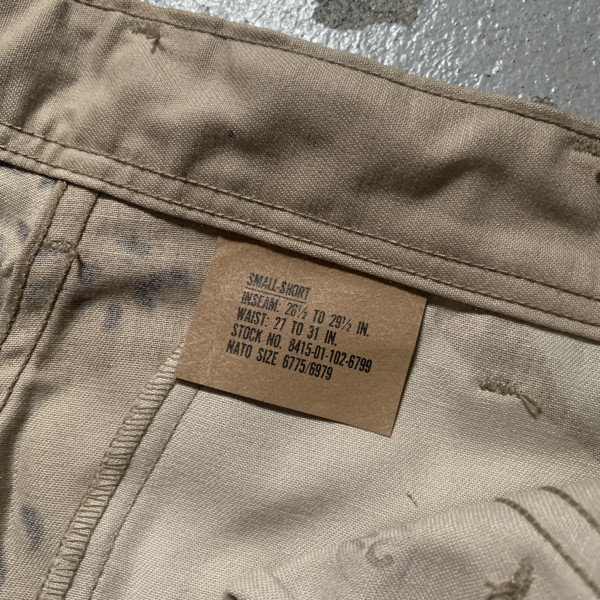 SMALL-SHORT
INSEAM: 26½ TO 29½ IN.
WAIST: 27 TO 31 IN.
STOCK NO. 8415-01-102-6799
NATO SIZE 6775/6979